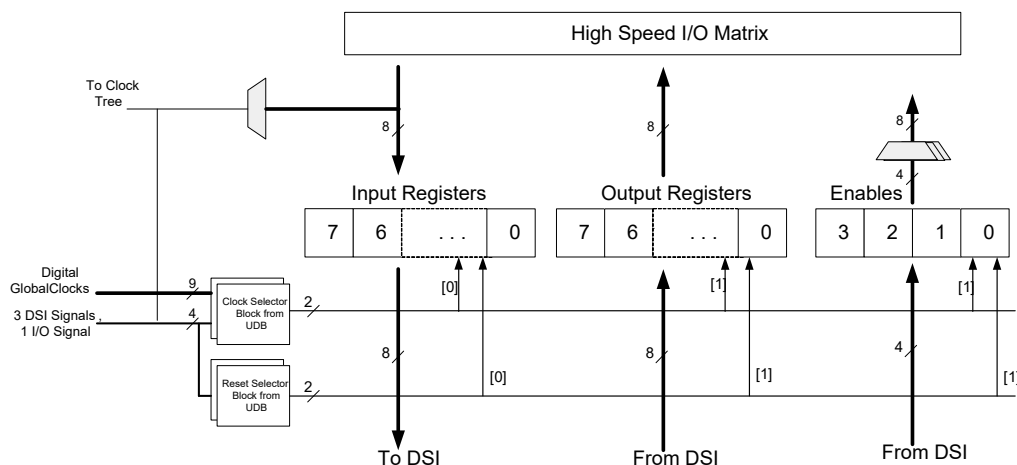 High Speed I/O Matrix
To Clock
Tree
8
8
8
4
Input Registers
Output Registers
Enables
7 6 . . . 0
7 6 . . . 0
3 2 1 0
Digital
GlobalClocks
9
3 DSI Signals ,
1 I/O Signal
4
Clock Selector
Block from
UDB
2
[0]
[1]
[1]
8
8
4
Reset Selector
Block from
UDB
2
[0]
[1]
[1]
To DSI
From DSI
From DSI